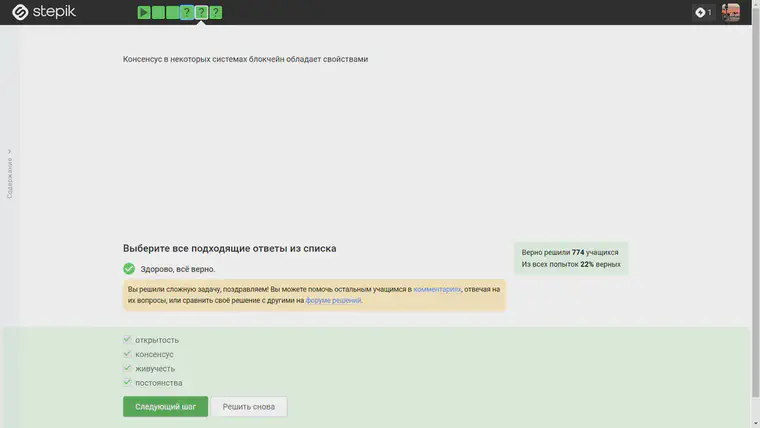 stepik
? ? ?
1
Консенсус в некоторых системах блокчейн обладает свойствами
Содержание
Выберите все подходящие ответы из списка
Верно решили 774 учащихся
Из всех попыток 22% верных
Здорово, всё верно.
Вы решили сложную задачу, поздравляем! Вы можете помочь остальным учащимся в комментариях, отвечая на
их вопросы, или сравнить своё решение с другими на форуме решений.
открытость
консенсус
живучесть
постоянства
Следующий шаг
Решить снова